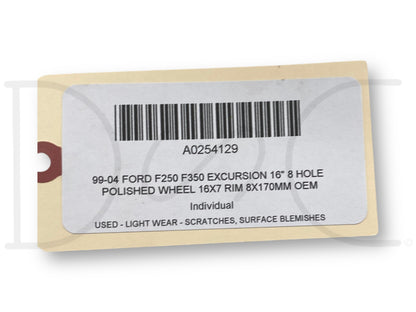 A0254129
99-04 FORD F250 F350 EXCURSION 16" 8 HOLE
POLISHED WHEEL 16X7 RIM 8X170MM OEM
Individual
USED - LIGHT WEAR - SCRATCHES, SURFACE BLEMISHES